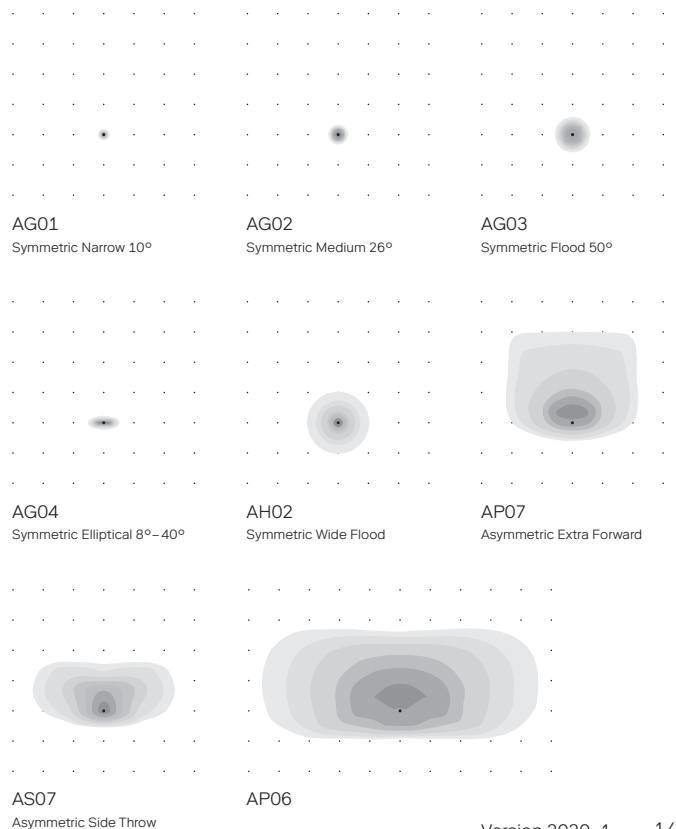 AG01
Symmetric Narrow 10°
AG02
Symmetric Medium 26°
AG03
Symmetric Flood 50°
AG04
Symmetric Elliptical 8°–40°
AH02
Symmetric Wide Flood
AP07
Asymmetric Extra Forward
AS07
Asymmetric Side Throw
AP06